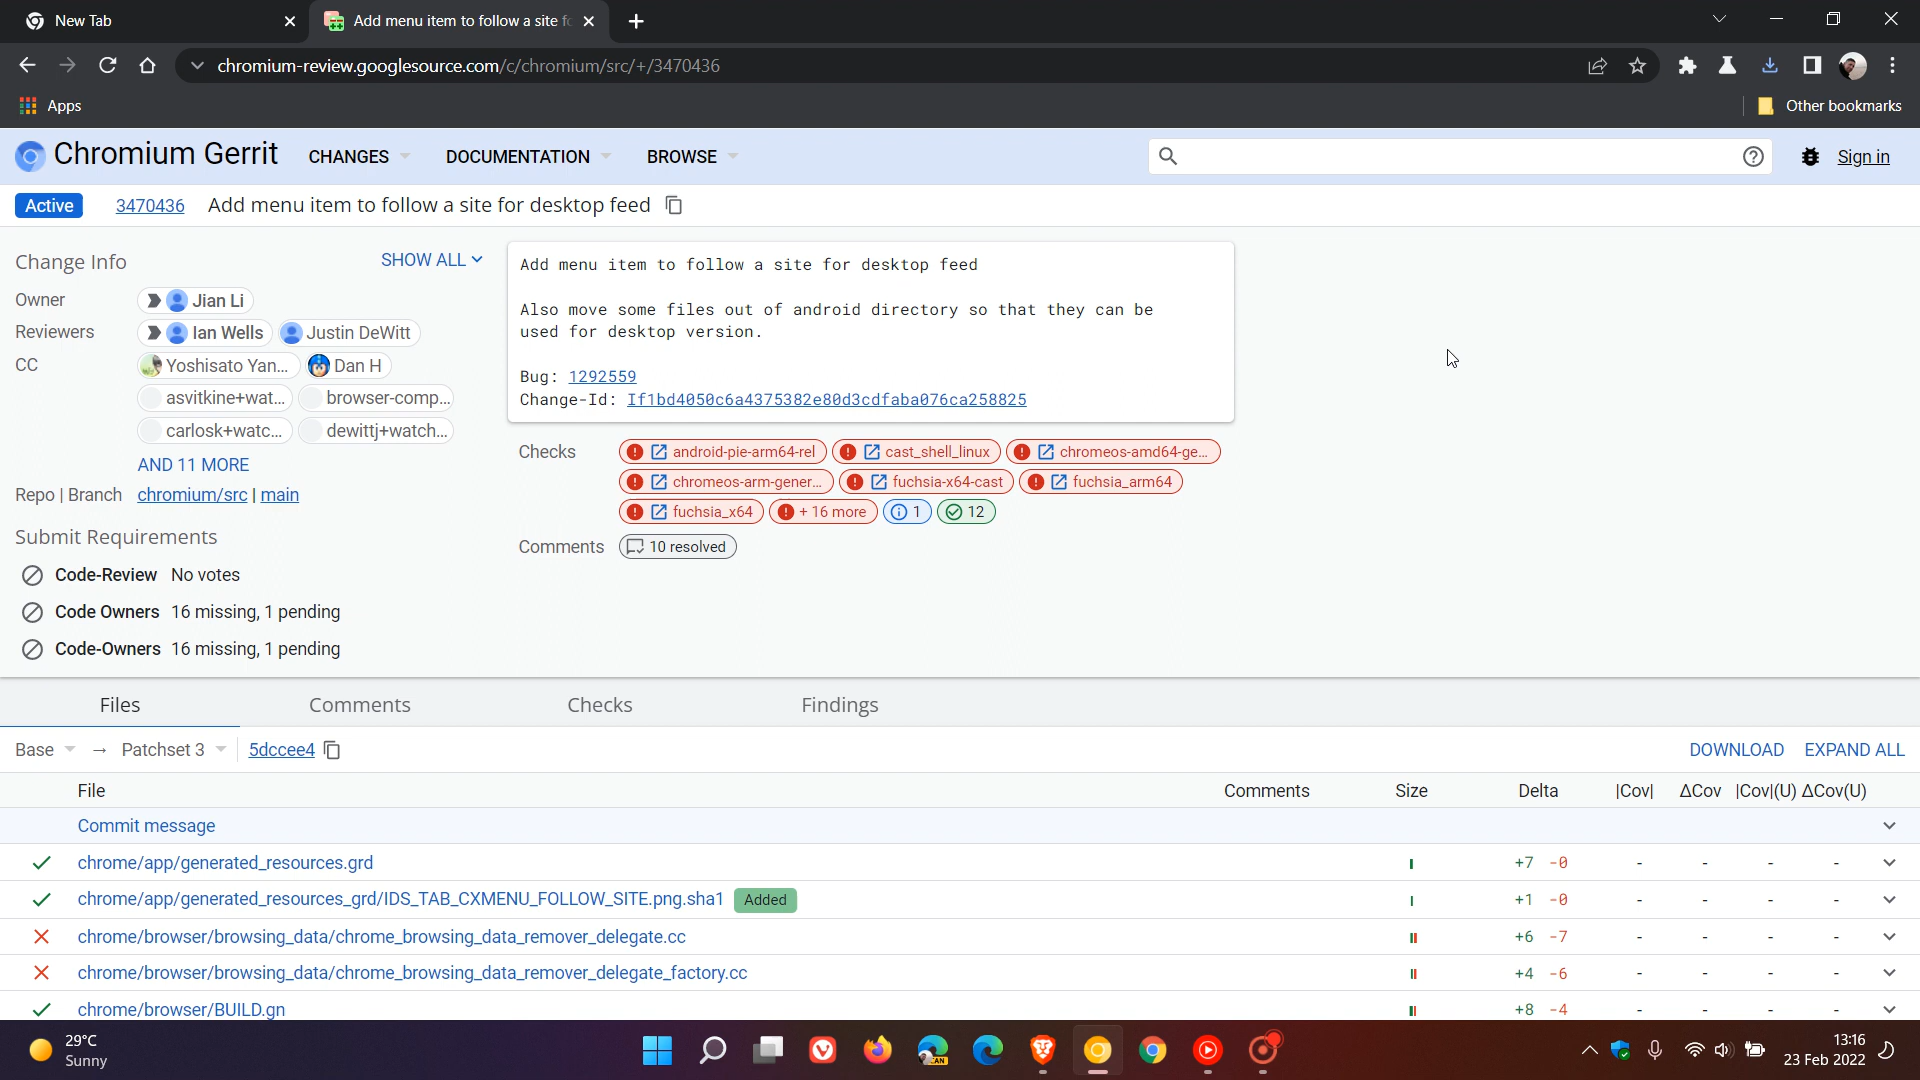 New Tab
Add menu item to follow a site fo
chromium-review.googlesource.com/c/chromium/src/+/3470436
Apps
Other bookmarks
Chromium Gerrit
CHANGES
DOCUMENTATION
BROWSE
Sign in
Active
3470436
Add menu item to follow a site for desktop feed
Change Info
SHOW ALL
Owner
Jian Li
Reviewers
Ian Wells
Justin DeWitt
CC
Yoshisato Yan...
Dan H
asvitkine+wat...
browser-comp...
carlosk+watc...
dewittj+watch...
AND 11 MORE
Repo | Branch
chromium/src | main
Submit Requirements
Code-Review No votes
Code Owners 16 missing, 1 pending
Code-Owners 16 missing, 1 pending
Add menu item to follow a site for desktop feed
Also move some files out of android directory so that they can be
used for desktop version.
Bug: 1292559
Change-Id: If1bd4050c6a4375382e80d3cdfaba076ca258825
Checks
android-pie-arm64-rel
cast_shell_linux
chromeos-amd64-ge...
chromeos-arm-gener...
fuchsia-x64-cast
fuchsia_arm64
fuchsia_x64
+ 16 more
1
12
Comments
10 resolved
Files
Comments
Checks
Findings
Base → Patchset 3 5dccee4
DOWNLOAD
EXPAND ALL
File Comments Size Delta |Cov| ΔCov |Cov|(U) ΔCov(U)
Commit message
chrome/app/generated_resources.grd +7 -0 - - - -
chrome/app/generated_resources_grd/IDS_TAB_CXMENU_FOLLOW_SITE.png.sha1 Added +1 -0 - - - -
chrome/browser/browsing_data/chrome_browsing_data_remover_delegate.cc +6 -7 - - - -
chrome/browser/browsing_data/chrome_browsing_data_remover_delegate_factory.cc +4 -6 - - - -
chrome/browser/BUILD.gn +8 -4 - - - -
29°C
Sunny
CAN
13:16
23 Feb 2022